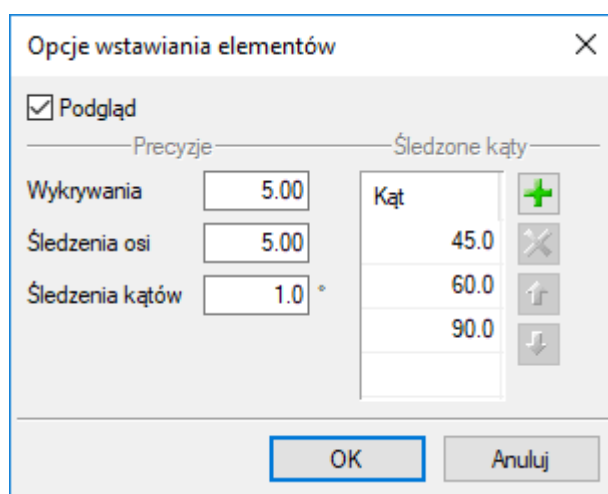 Opcje wstawiania elementów
Podgląd
Precyzje
Śledzone kąty
Wykrywania 5.00
Śledzenia osi 5.00
Śledzenia kątów 1.0 °
Kąt
45.0
60.0
90.0
OK
Anuluj